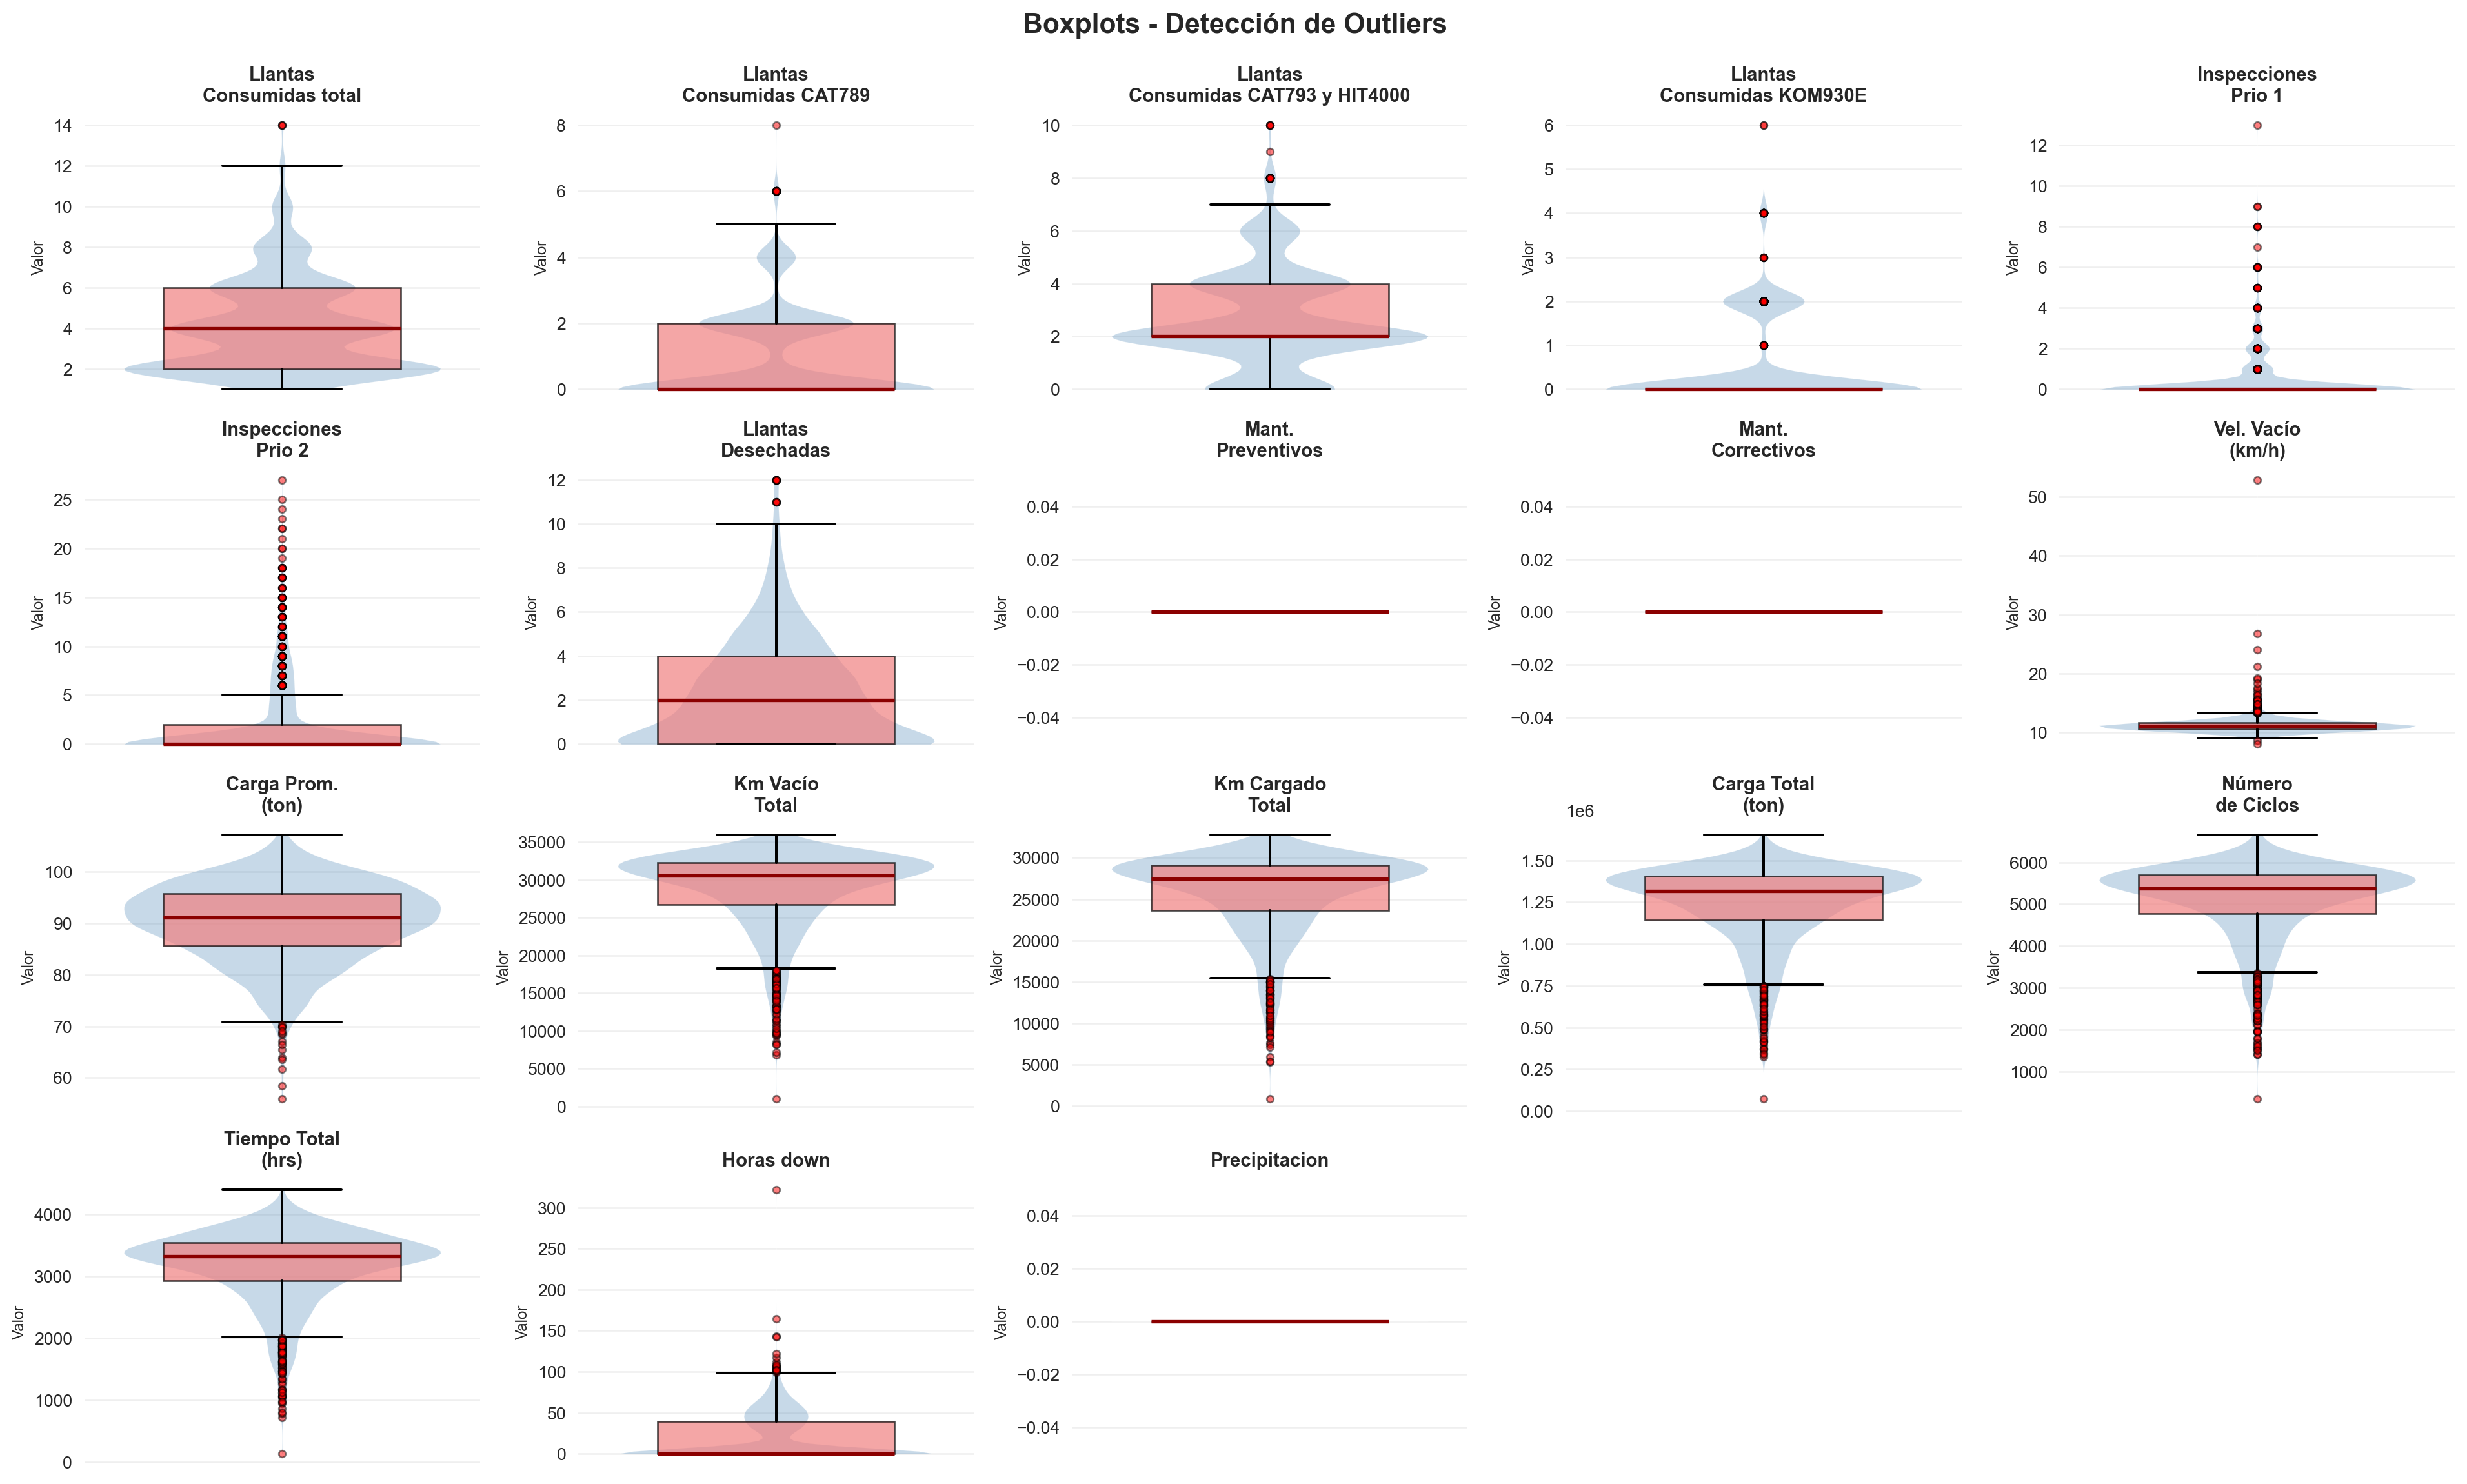 Boxplots - Detección de Outliers
Llantas
Consumidas total
Valor
14
12
10
8
6
4
2
Llantas
Consumidas CAT789
Valor
8
6
4
2
0
Llantas
Consumidas CAT793 y HIT4000
Valor
10
8
6
4
2
0
Llantas
Consumidas KOM930E
Valor
6
5
4
3
2
1
0
Inspecciones
Prio 1
Valor
12
10
8
6
4
2
0
Inspecciones
Prio 2
Valor
25
20
15
10
5
0
Llantas
Desechadas
Valor
12
10
8
6
4
2
0
Mant.
Preventivos
Valor
0.04
0.02
0.00
−0.02
−0.04
Mant.
Correctivos
Valor
0.04
0.02
0.00
−0.02
−0.04
Vel. Vacío
(km/h)
Valor
50
40
30
20
10
Carga Prom.
(ton)
Valor
100
90
80
70
60
Km Vacío
Total
Valor
35000
30000
25000
20000
15000
10000
5000
0
Km Cargado
Total
Valor
30000
25000
20000
15000
10000
5000
0
Carga Total
(ton)
1e6
Valor
1.50
1.25
1.00
0.75
0.50
0.25
0.00
Número
de Ciclos
Valor
6000
5000
4000
3000
2000
1000
Tiempo Total
(hrs)
Valor
4000
3000
2000
1000
0
Horas down
Valor
300
250
200
150
100
50
0
Precipitacion
Valor
0.04
0.02
0.00
−0.02
−0.04